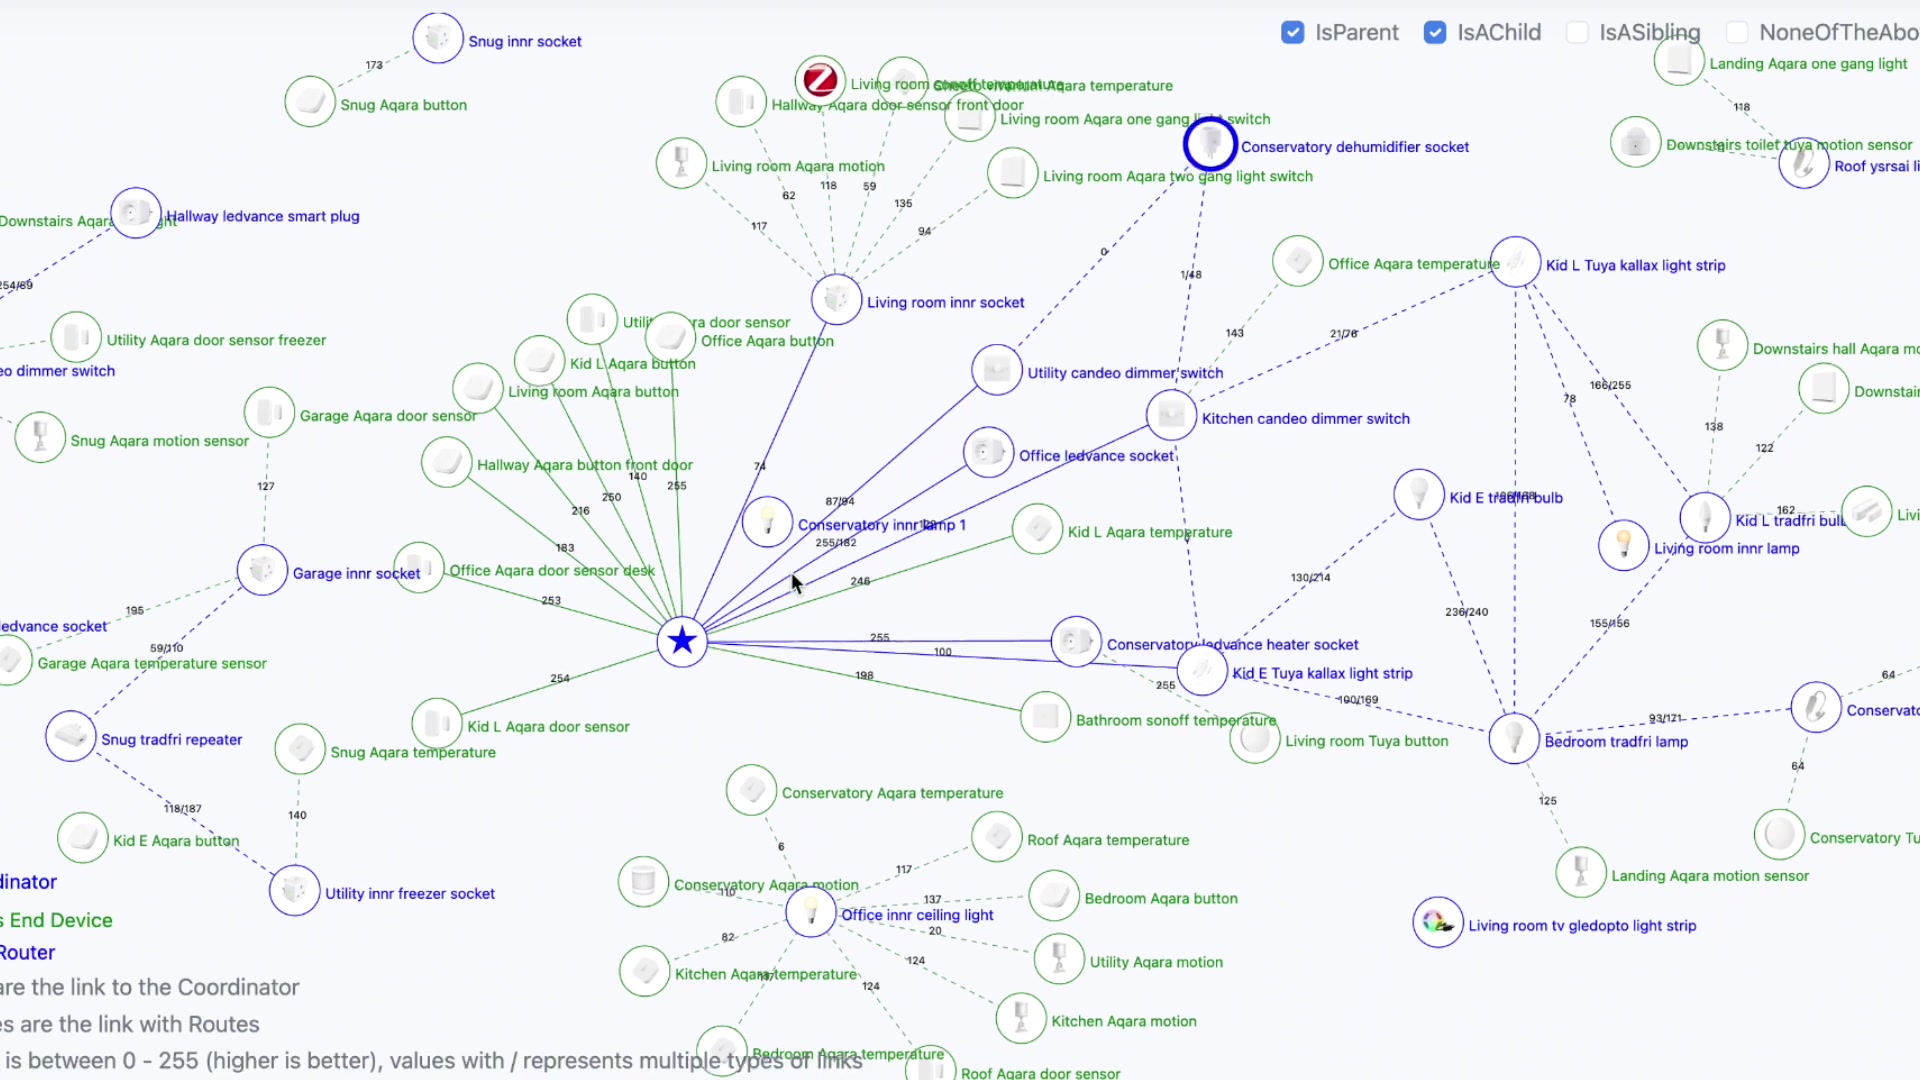 IsParent
IsAChild
IsASibling
NoneOfTheAbo
Snug innr socket
173
Snug Aqara button
Landing Aqara one gang light
118
Downstairs toilet tuya motion sensor
Roof ysrsai li
Living room
Aqara temperature
Hallway Aqara door sensor front door
Living room Aqara one gang light switch
Conservatory dehumidifier socket
Living room Aqara motion
Living room Aqara two gang light switch
62
118
59
135
117
94
Hallway ledvance smart plug
Downstairs Aqara
254/69
0
1/48
Office Aqara temperature
Kid L Tuya kallax light strip
Living room innr socket
143
21/76
Utility Aqara door sensor freezer
door sensor
Office Aqara button
Kid L Aqara button
Living room Aqara button
Utility candeo dimmer switch
dimmer switch
Downstairs hall Aqara
166/255
78
Downstair
Garage Aqara door sensor
Kitchen candeo dimmer switch
138
122
Snug Aqara motion sensor
Hallway Aqara button front door
Office ledvance socket
74
140
255
250
216
127
87/94
Kid E tradfri bulb
162
Kid L tradfri bulb
Conservatory innr lamp 1
255/182
Kid L Aqara temperature
Living room innr lamp
183
Garage innr socket
Office Aqara door sensor desk
246
130/214
253
195
236/240
155/156
edvance socket
59/110
Garage Aqara temperature sensor
255
100
Conservatory ledvance heater socket
Kid E Tuya kallax light strip
254
198
255
100/169
64
Kid L Aqara door sensor
Bathroom sonoff temperature
Living room Tuya button
93/171
Conservato
Bedroom tradfri lamp
Snug tradfri repeater
Snug Aqara temperature
64
118/187
140
Conservatory Aqara temperature
125
Kid E Aqara button
6
Roof Aqara temperature
Conservatory Tu
117
dinator
Utility innr freezer socket
Conservatory Aqara motion
110
137
Bedroom Aqara button
Landing Aqara motion sensor
s End Device
Office innr ceiling light
20
Living room tv gledopto light strip
82
Router
124
Utility Aqara motion
Kitchen Aqara temperature
124
are the link to the Coordinator
Kitchen Aqara motion
es are the link with Routes
Bedroom Aqara temperature
is between 0 - 255 (higher is better), values with / represents multiple types of links
Roof Aqara door sensor